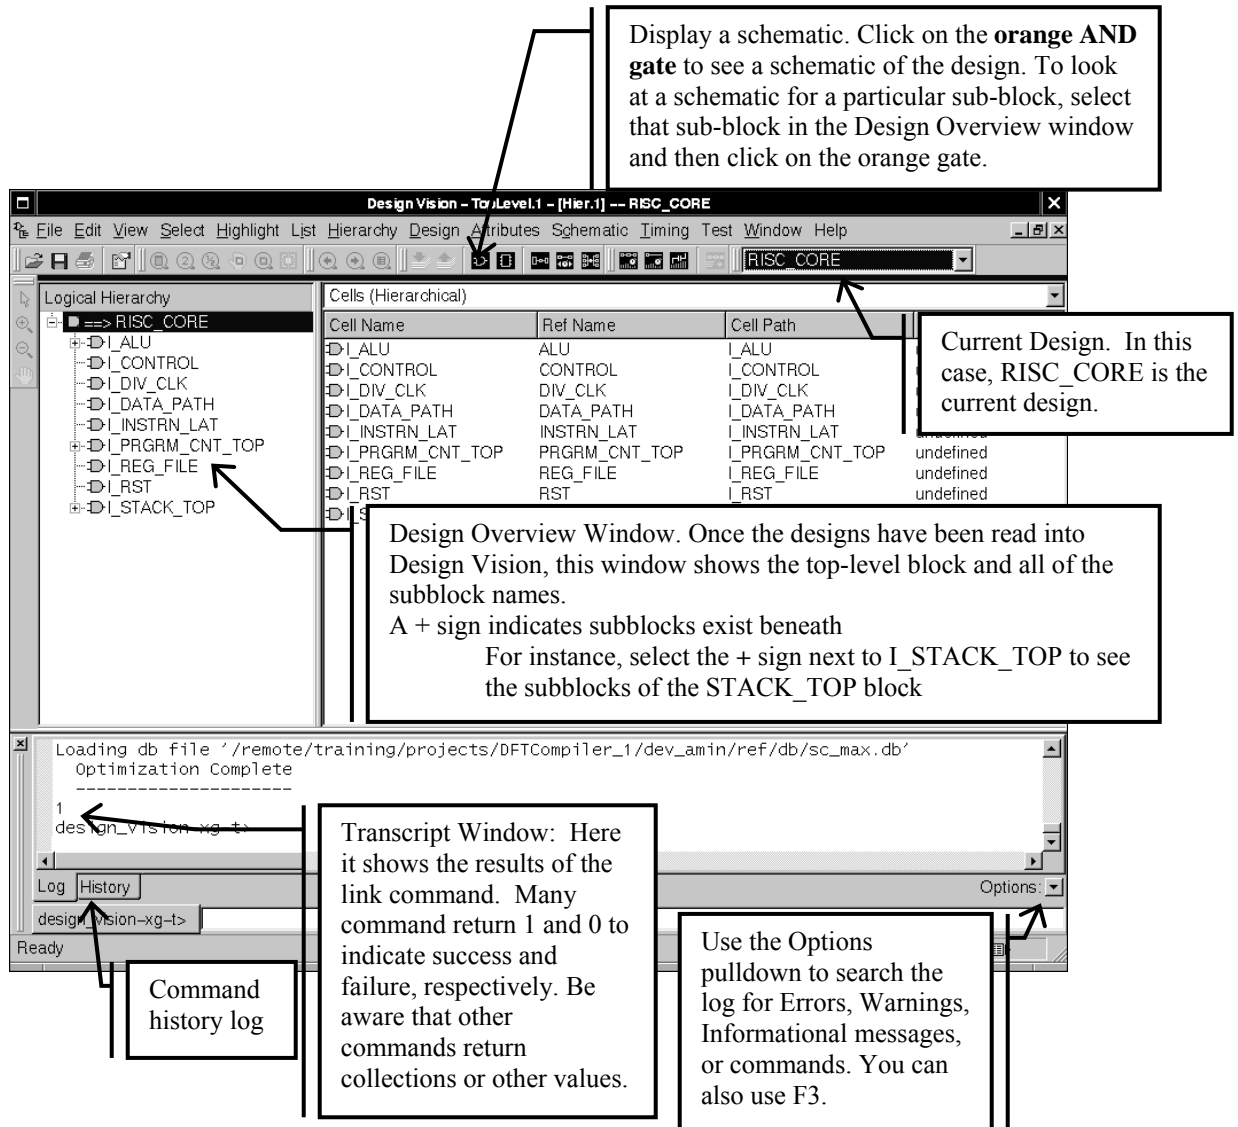 Display a schematic. Click on the orange AND
gate to see a schematic of the design. To look
at a schematic for a particular sub-block, select
that sub-block in the Design Overview window
and then click on the orange gate.
Design Vision – TopLevel.1 – [Hier.1] –– RISC_CORE
File Edit View Select Highlight List Hierarchy Design Attributes Schematic Timing Test Window Help
RISC_CORE
Logical Hierarchy
==> RISC_CORE
I_ALU
I_CONTROL
I_DIV_CLK
I_DATA_PATH
I_INSTRN_LAT
I_PRGRM_CNT_TOP
I_REG_FILE
I_RST
I_STACK_TOP
Cells (Hierarchical)
Cell Name Ref Name Cell Path
I_ALU ALU I_ALU
I_CONTROL CONTROL I_CONTROL
I_DIV_CLK DIV_CLK I_DIV_CLK
I_DATA_PATH DATA_PATH I_DATA_PATH
I_INSTRN_LAT INSTRN_LAT I_INSTRN_LAT undefined
I_PRGRM_CNT_TOP PRGRM_CNT_TOP I_PRGRM_CNT_TOP undefined
I_REG_FILE REG_FILE I_REG_FILE undefined
I_RST RST I_RST undefined
Current Design. In this
case, RISC_CORE is the
current design.
Design Overview Window. Once the designs have been read into
Design Vision, this window shows the top-level block and all of the
subblock names.
A + sign indicates subblocks exist beneath
For instance, select the + sign next to I_STACK_TOP to see
the subblocks of the STACK_TOP block
Loading db file '/remote/training/projects/DFTCompiler_1/dev_amin/ref/db/sc_max.db'
Optimization Complete
---------------------
1
design_vision-xg-t>
Log History
Options:
design_vision–xg–t>
Ready
Transcript Window: Here
it shows the results of the
link command. Many
command return 1 and 0 to
indicate success and
failure, respectively. Be
aware that other
commands return
collections or other values.
Command
history log
Use the Options
pulldown to search the
log for Errors, Warnings,
Informational messages,
or commands. You can
also use F3.